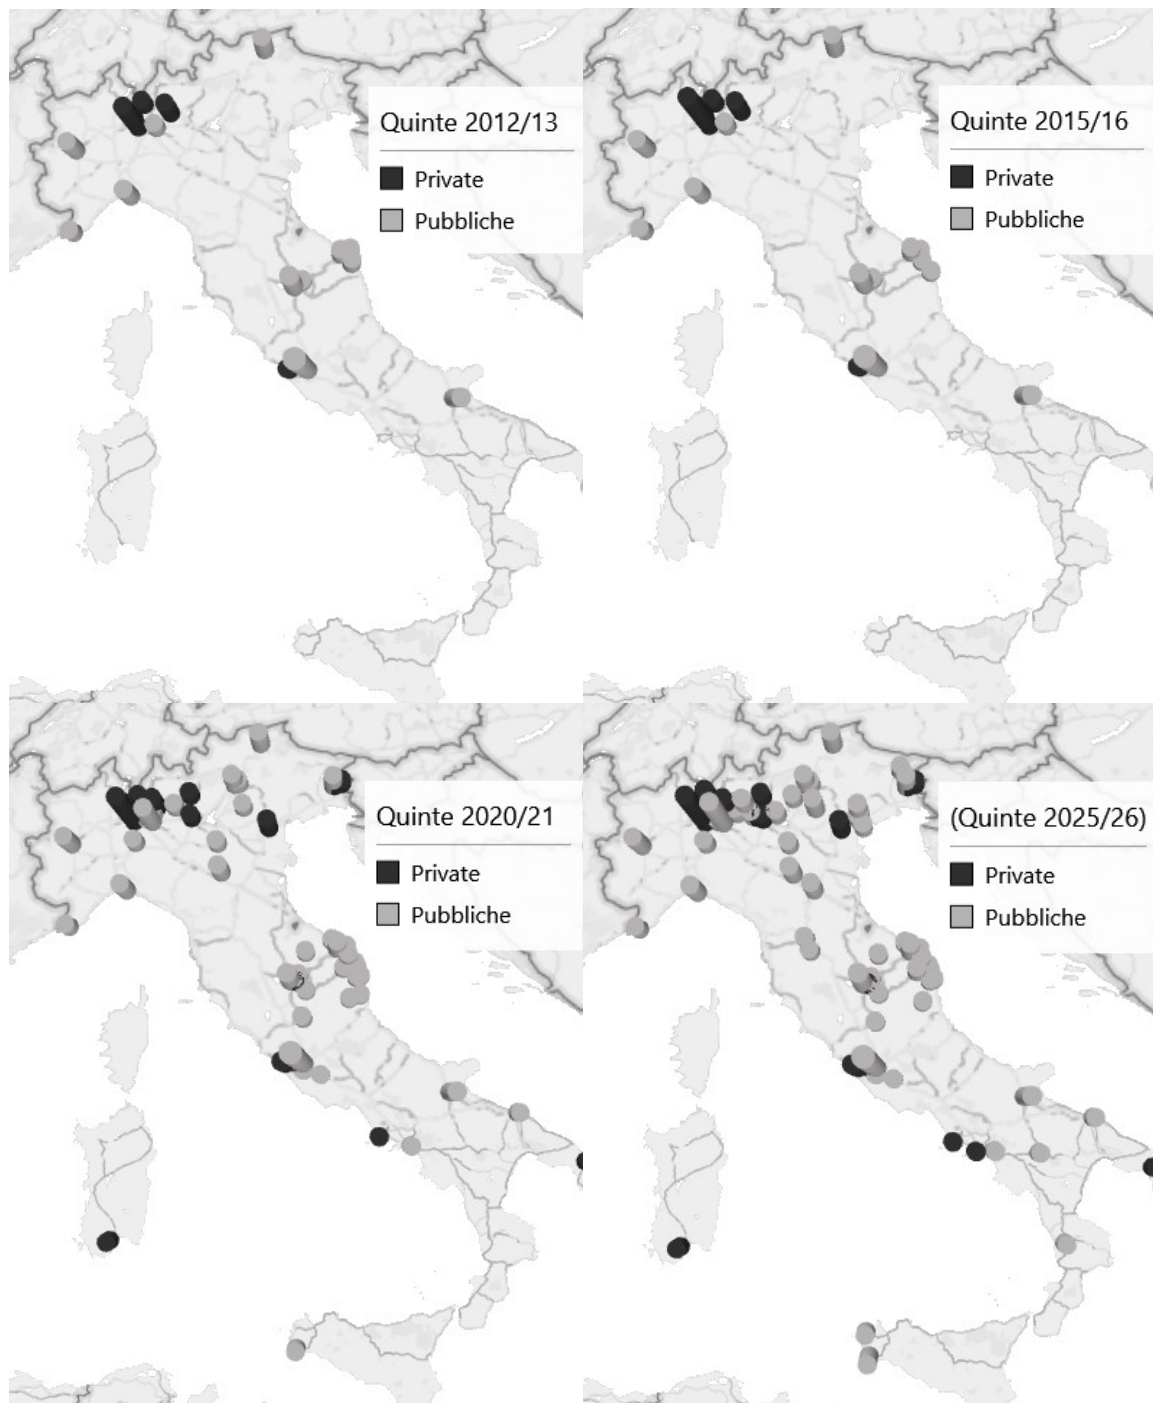 Quinte 2012/13
Private
Pubbliche
Quinte 2015/16
Private
Pubbliche
Quinte 2020/21
Private
Pubbliche
(Quinte 2025/26)
Private
Pubbliche